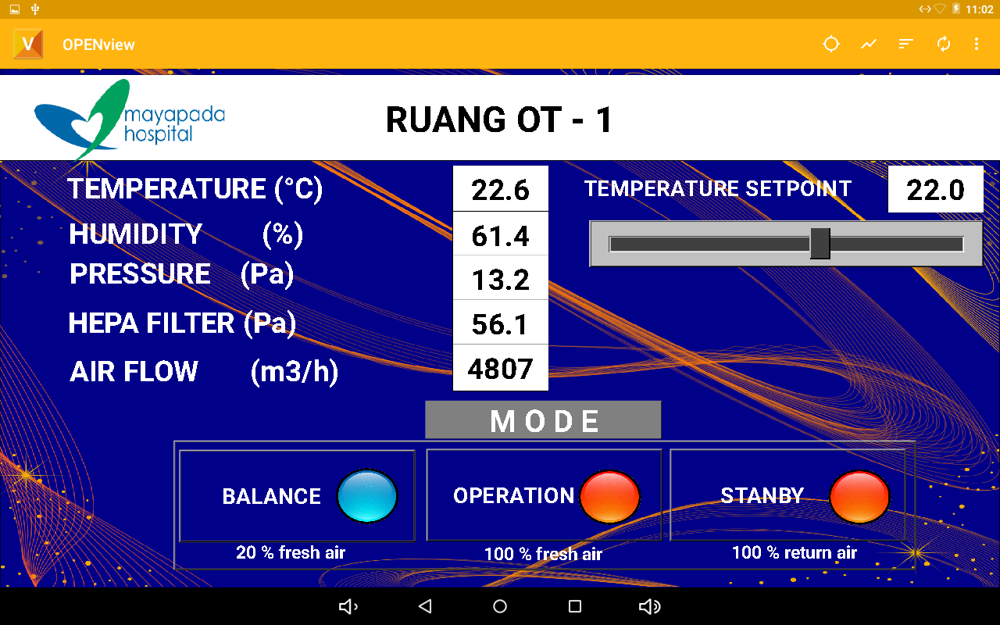 11:02
V OPENview
mayapada
hospital
RUANG OT - 1
TEMPERATURE (°C) 22.6 TEMPERATURE SETPOINT 22.0
HUMIDITY (%) 61.4
PRESSURE (Pa) 13.2
HEPA FILTER (Pa) 56.1
AIR FLOW (m3/h) 4807
MODE
BALANCE OPERATION STANBY
20 % fresh air 100 % fresh air 100 % return air